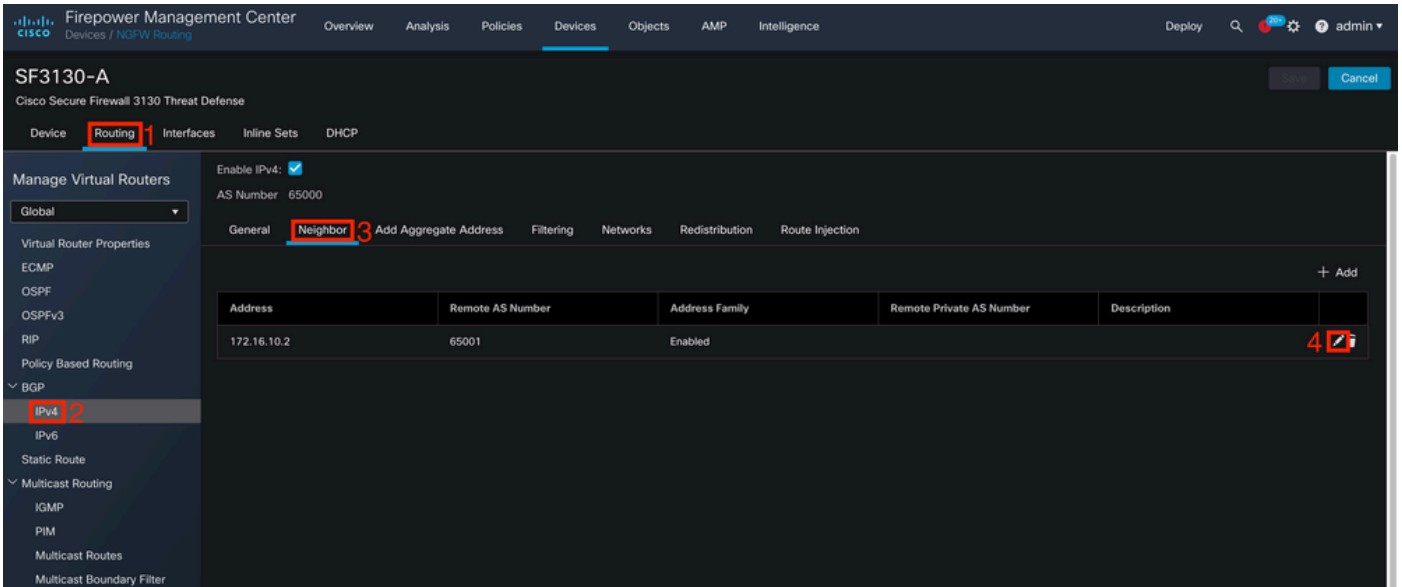 Firepower Management Center
CISCO Devices / NGFW Routing
Overview Analysis Policies Devices Objects AMP Intelligence Deploy 20+ admin
SF3130-A
Save Cancel
Cisco Secure Firewall 3130 Threat Defense
Device Routing 1 Interfaces Inline Sets DHCP
Manage Virtual Routers
Global
Virtual Router Properties
ECMP
OSPF
OSPFv3
RIP
Policy Based Routing
BGP
IPv4 2
IPv6
Static Route
Multicast Routing
IGMP
PIM
Multicast Routes
Multicast Boundary Filter
Enable IPv4:
AS Number 65000
General Neighbor 3 Add Aggregate Address Filtering Networks Redistribution Route Injection
+ Add
Address Remote AS Number Address Family Remote Private AS Number Description
172.16.10.2 65001 Enabled 4